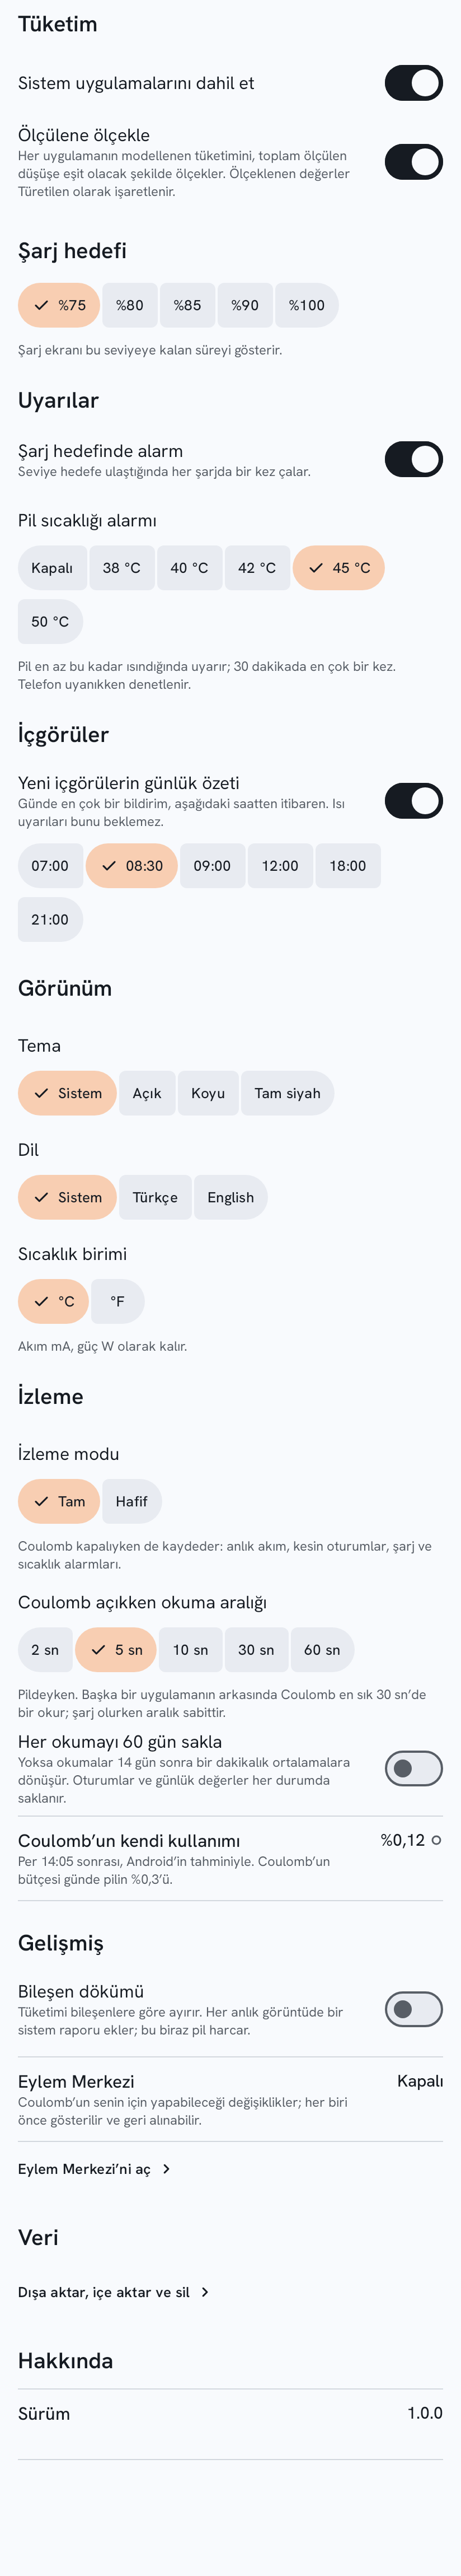 Tüketim
Sistem uygulamalarını dahil et
Ölçülene ölçekle
Her uygulamanın modellenen tüketimini, toplam ölçülen
düşüşe eşit olacak şekilde ölçekler. Ölçeklenen değerler
Türetilen olarak işaretlenir.
Şarj hedefi
%75 %80 %85 %90 %100
Şarj ekranı bu seviyeye kalan süreyi gösterir.
Uyarılar
Şarj hedefinde alarm
Seviye hedefe ulaştığında her şarjda bir kez çalar.
Pil sıcaklığı alarmı
Kapalı 38 °C 40 °C 42 °C 45 °C
50 °C
Pil en az bu kadar ısındığında uyarır; 30 dakikada en çok bir kez.
Telefon uyanıkken denetlenir.
İçgörüler
Yeni içgörülerin günlük özeti
Günde en çok bir bildirim, aşağıdaki saatten itibaren. Isı
uyarıları bunu beklemez.
07:00 08:30 09:00 12:00 18:00
21:00
Görünüm
Tema
Sistem Açık Koyu Tam siyah
Dil
Sistem Türkçe English
Sıcaklık birimi
°C °F
Akım mA, güç W olarak kalır.
İzleme
İzleme modu
Tam Hafif
Coulomb kapalıyken de kaydeder: anlık akım, kesin oturumlar, şarj ve
sıcaklık alarmları.
Coulomb açıkken okuma aralığı
2 sn 5 sn 10 sn 30 sn 60 sn
Pildeyken. Başka bir uygulamanın arkasında Coulomb en sık 30 sn’de
bir okur; şarj olurken aralık sabittir.
Her okumayı 60 gün sakla
Yoksa okumalar 14 gün sonra bir dakikalık ortalamalara
dönüşür. Oturumlar ve günlük değerler her durumda
saklanır.
Coulomb’un kendi kullanımı %0,12
Per 14:05 sonrası, Android’in tahminiyle. Coulomb’un
bütçesi günde pilin %0,3’ü.
Gelişmiş
Bileşen dökümü
Tüketimi bileşenlere göre ayırır. Her anlık görüntüde bir
sistem raporu ekler; bu biraz pil harcar.
Eylem Merkezi Kapalı
Coulomb’un senin için yapabileceği değişiklikler; her biri
önce gösterilir ve geri alınabilir.
Eylem Merkezi’ni aç
Veri
Dışa aktar, içe aktar ve sil
Hakkında
Sürüm 1.0.0